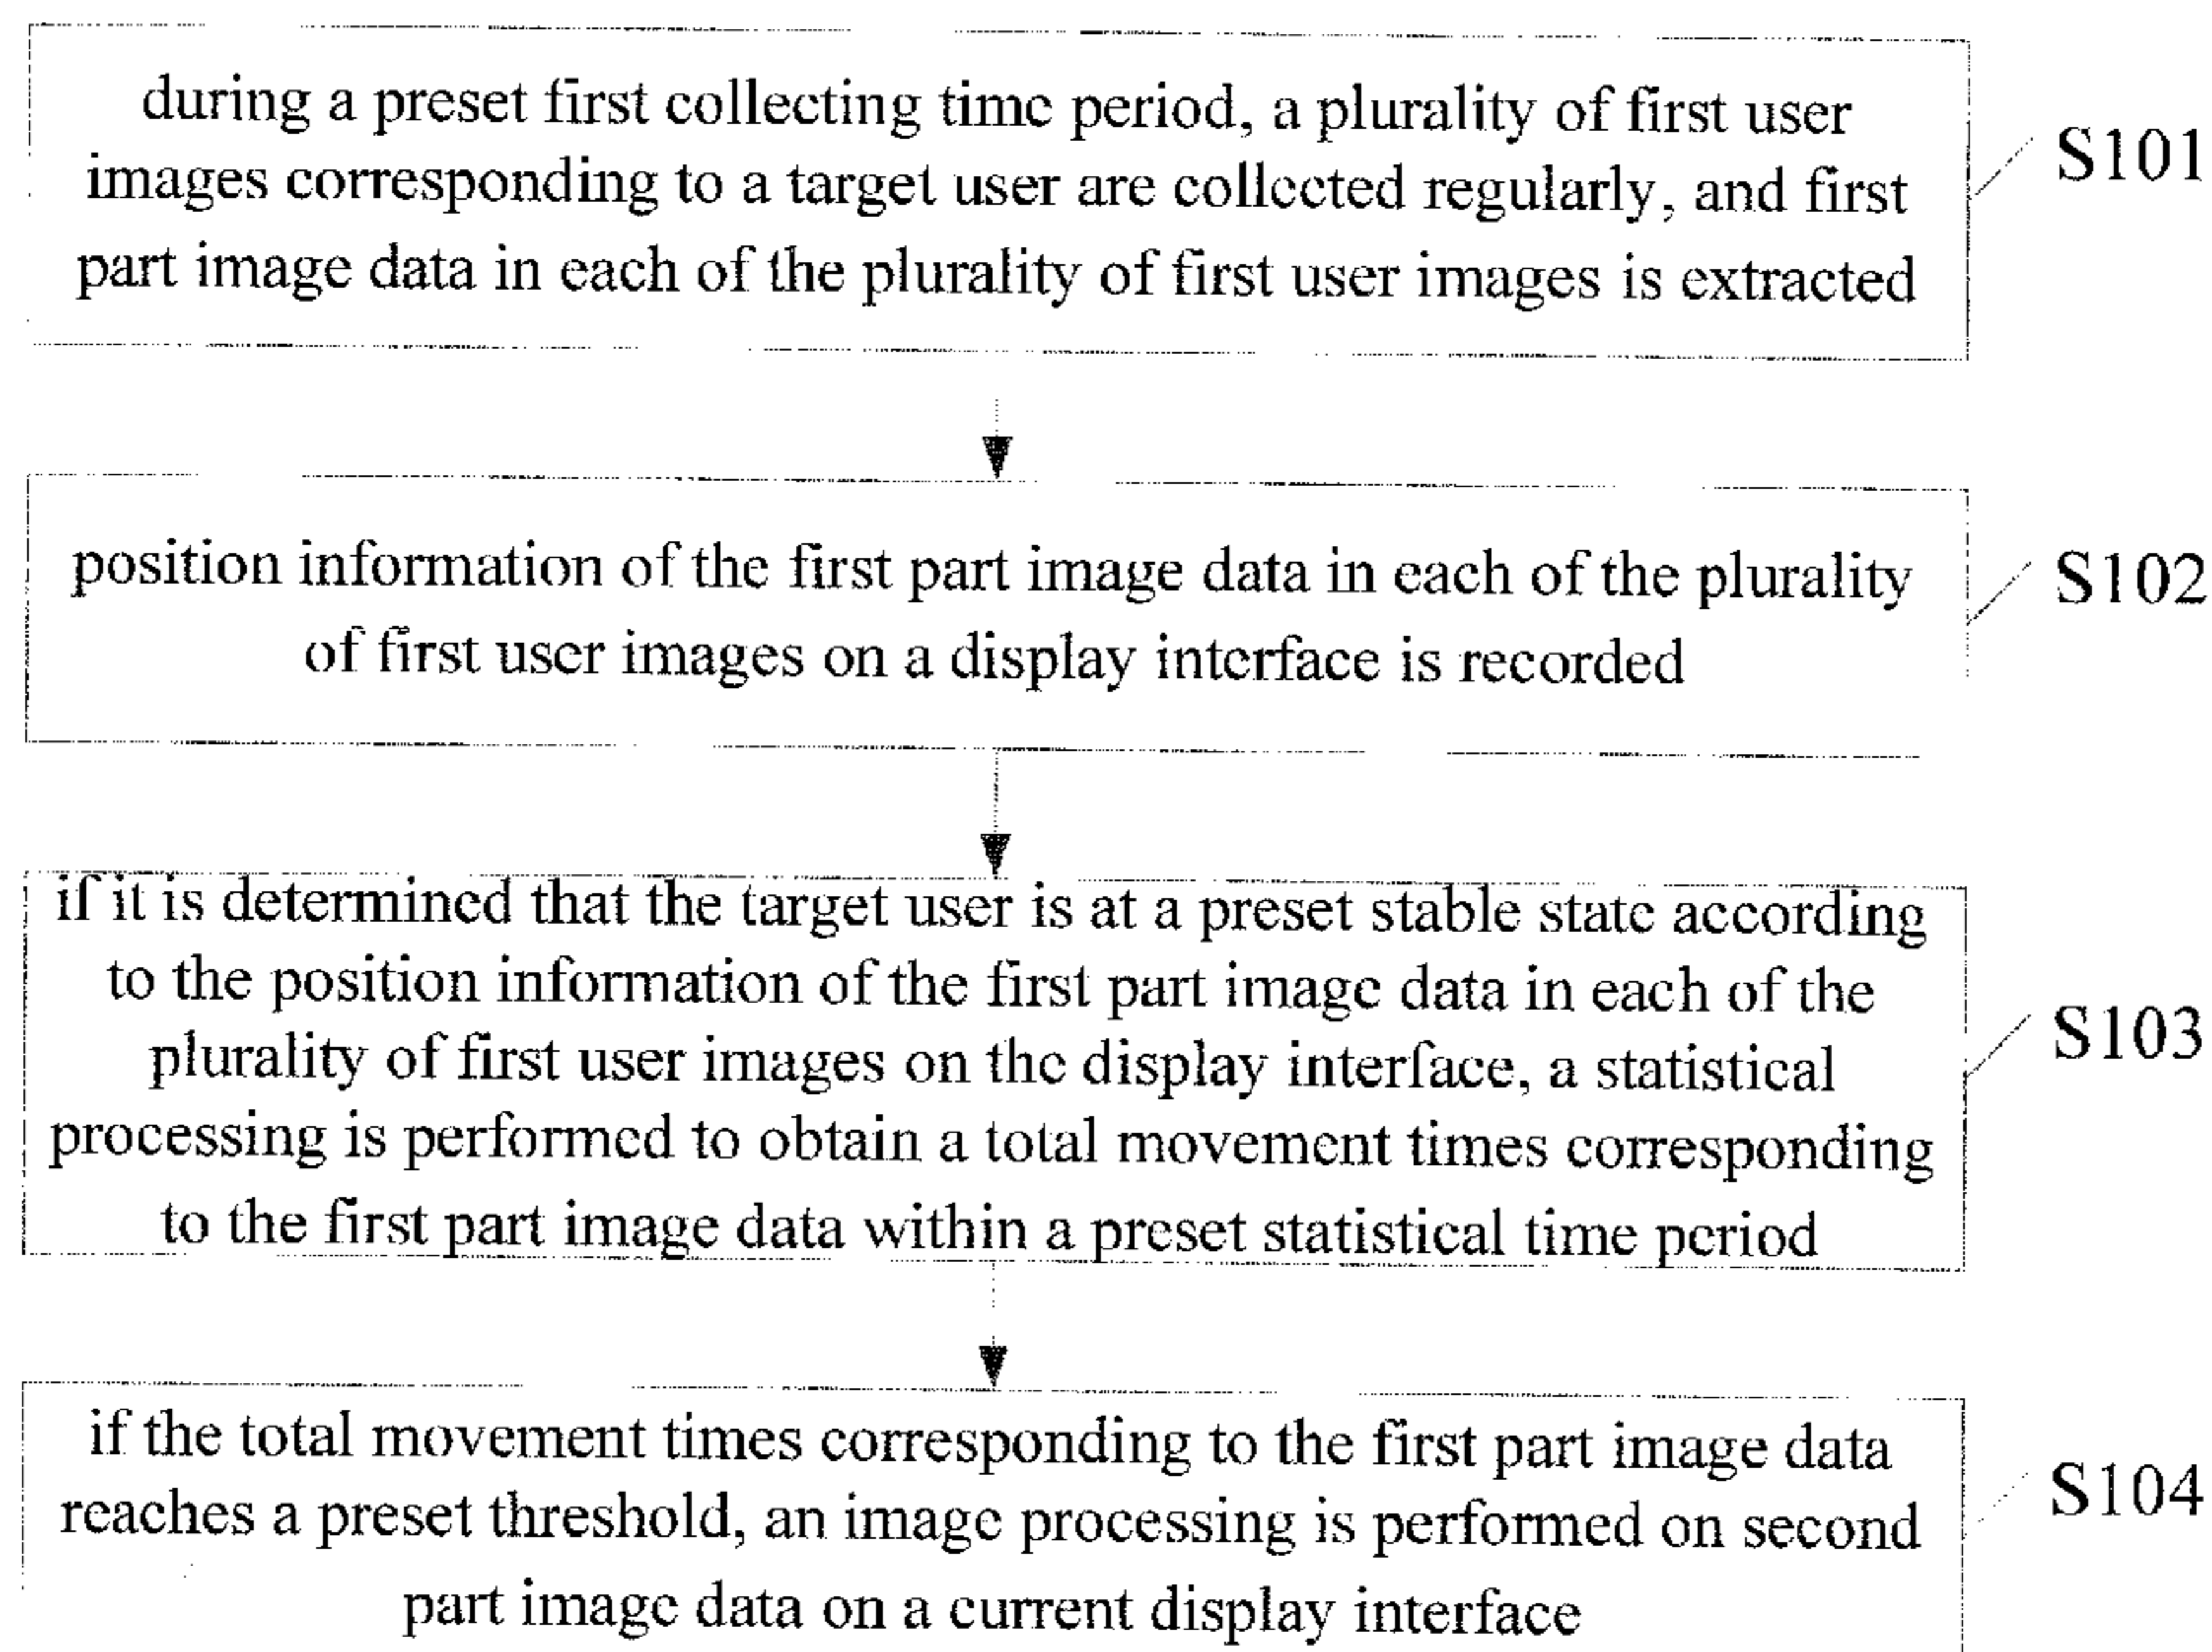 during a preset first collecting time period, a plurality of first user
images corresponding to a target user are collected regularly, and first
part image data in each of the plurality of first user images is extracted
S101
position information of the first part image data in each of the plurality
of first user images on a display interface is recorded
S102
if it is determined that the target user is at a preset stable state according
to the position information of the first part image data in each of the
plurality of first user images on the display interface, a statistical
processing is performed to obtain a total movement times corresponding
to the first part image data within a preset statistical time period
S103
if the total movement times corresponding to the first part image data
reaches a preset threshold, an image processing is performed on second
part image data on a current display interface
S104